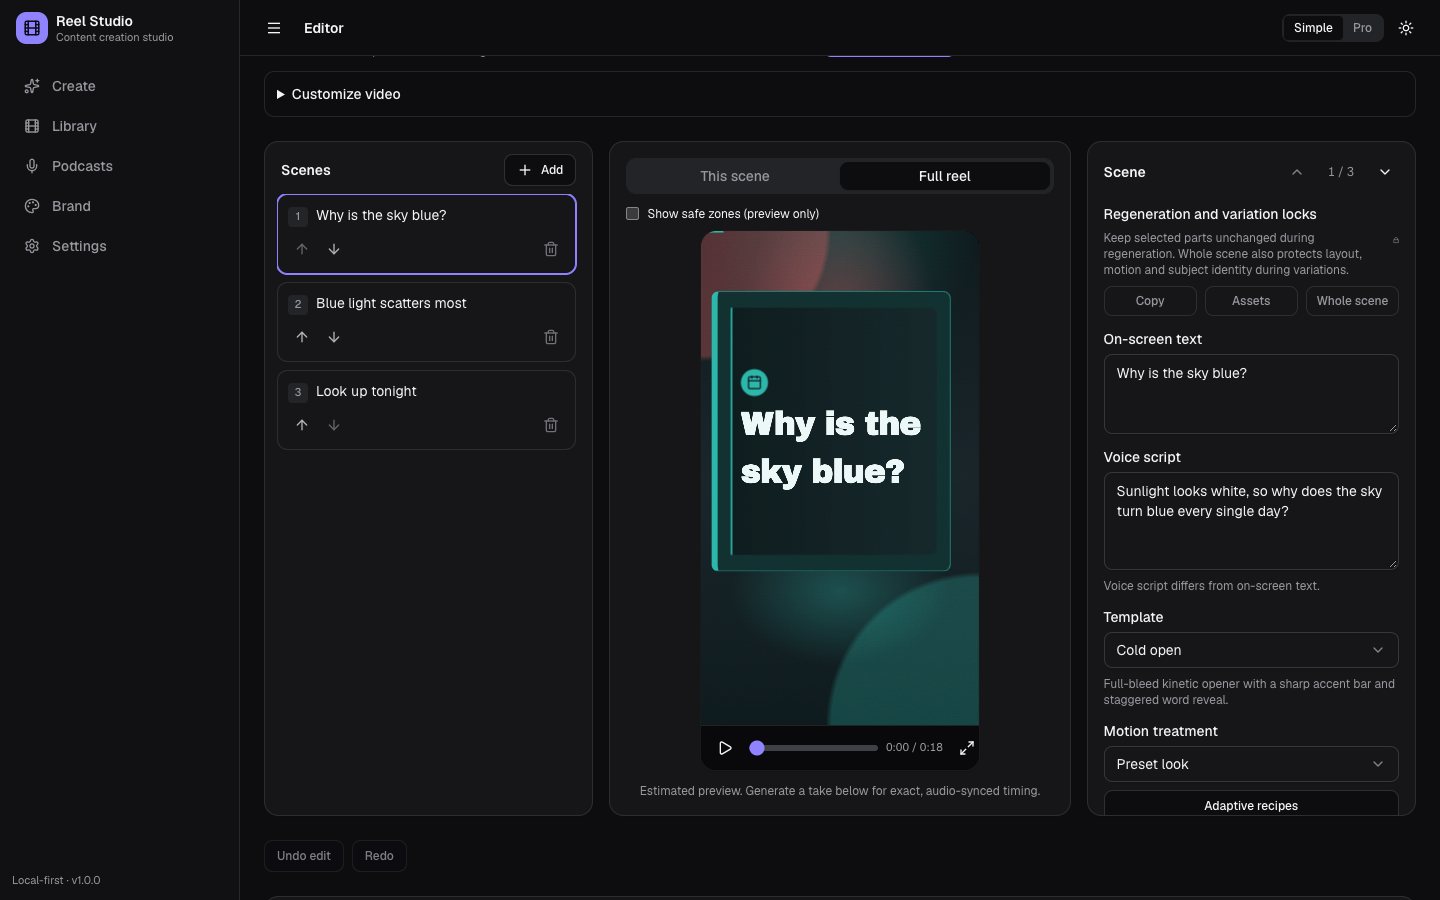 Reel Studio
Content creation studio
Create
Library
Podcasts
Brand
Settings
Local-first · v1.0.0
Editor
Simple
Pro
Customize video
Scenes
Add
1
Why is the sky blue?
2
Blue light scatters most
3
Look up tonight
This scene
Full reel
Show safe zones (preview only)
Why is the
sky blue?
0:00 / 0:18
Estimated preview. Generate a take below for exact, audio-synced timing.
Scene
1 / 3
Regeneration and variation locks
Keep selected parts unchanged during
regeneration. Whole scene also protects layout,
motion and subject identity during variations.
Copy
Assets
Whole scene
On-screen text
Why is the sky blue?
Voice script
Sunlight looks white, so why does the sky
turn blue every single day?
Voice script differs from on-screen text.
Template
Cold open
Full-bleed kinetic opener with a sharp accent bar and
staggered word reveal.
Motion treatment
Preset look
Adaptive recipes
Undo edit
Redo